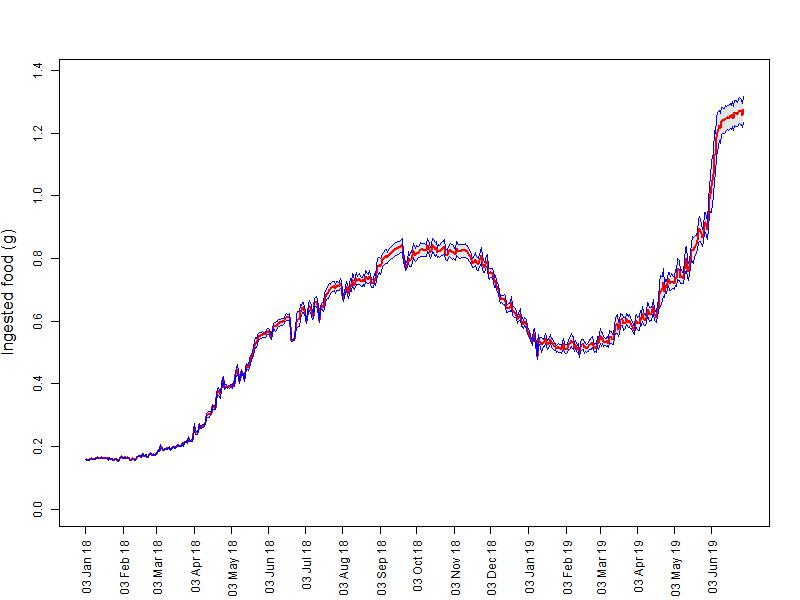 Ingested food (g)
1.4
1.2
1.0
0.8
0.6
0.4
0.2
0.0
03 Jan 18
03 Feb 18
03 Mar 18
03 Apr 18
03 May 18
03 Jun 18
03 Jul 18
03 Aug 18
03 Sep 18
03 Oct 18
03 Nov 18
03 Dec 18
03 Jan 19
03 Feb 19
03 Mar 19
03 Apr 19
03 May 19
03 Jun 19